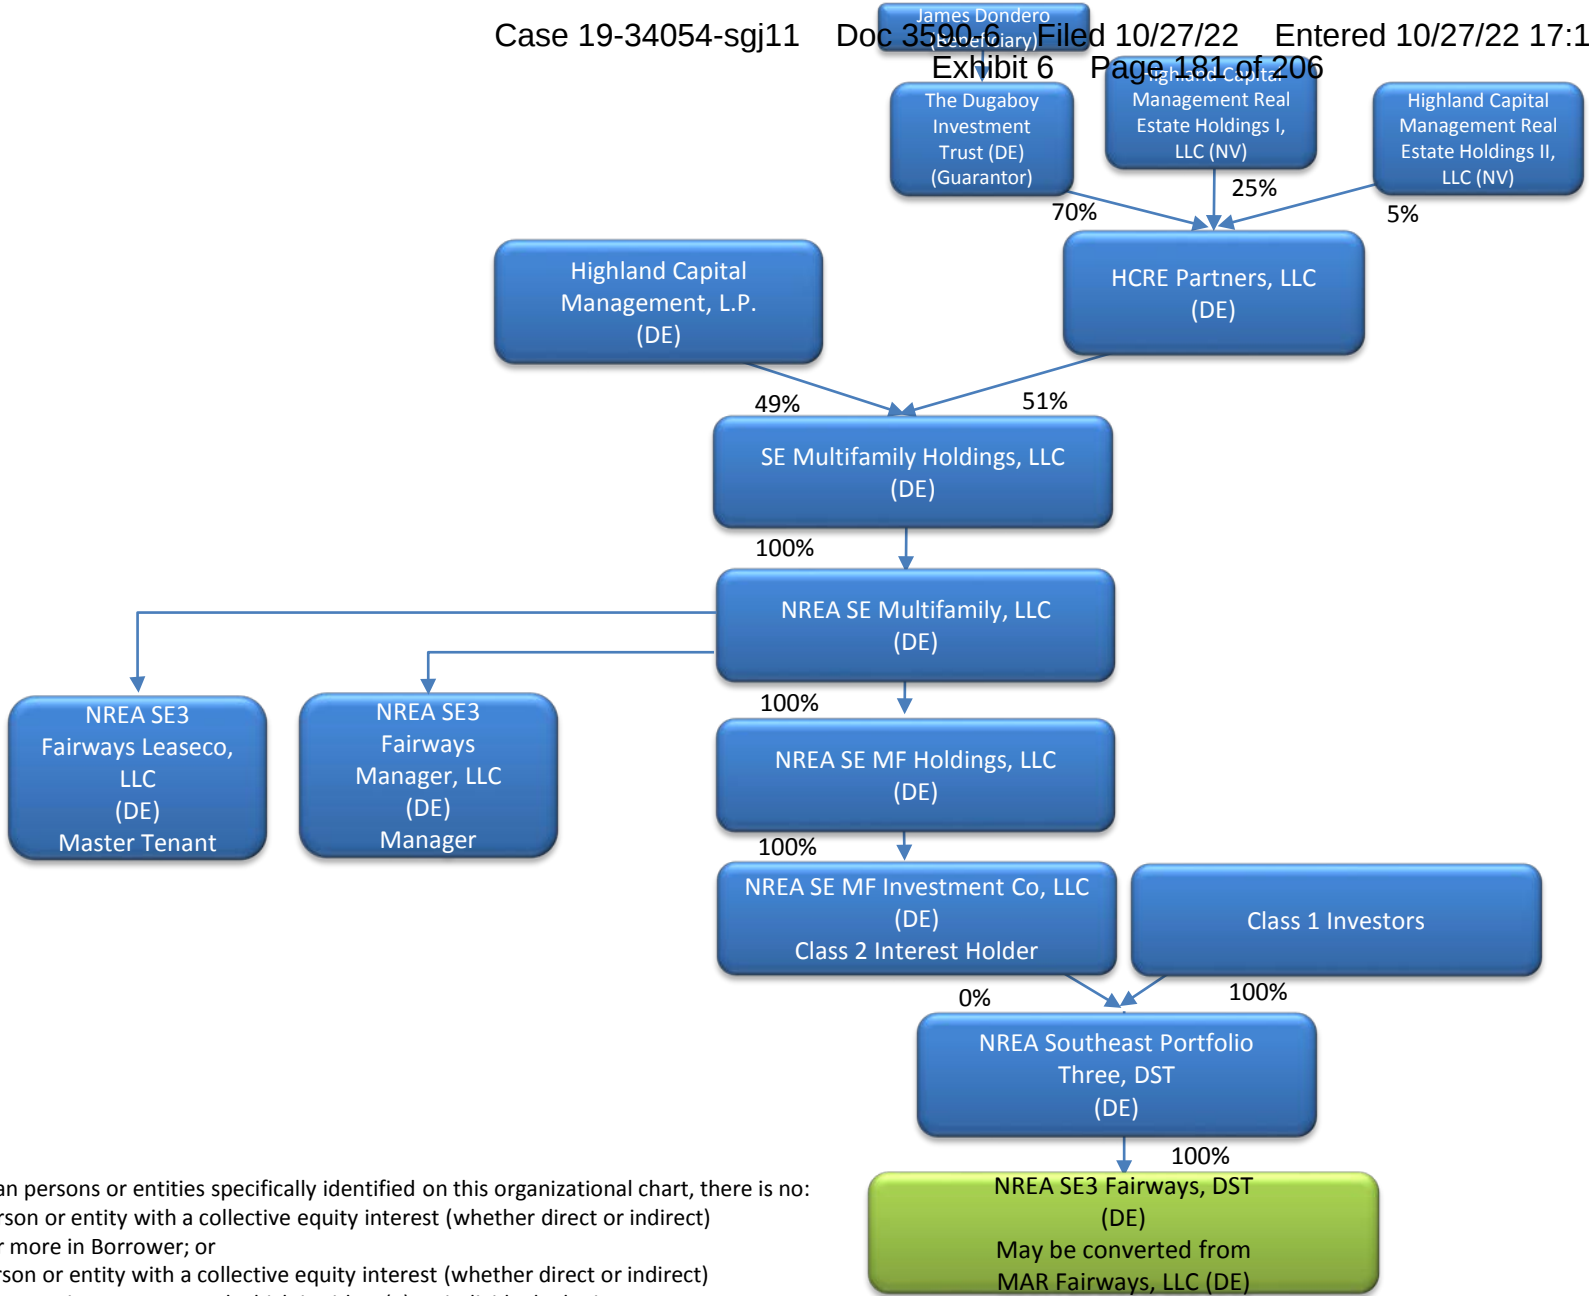 James Dondero
(Beneficiary)
Case 19-34054-sgj11 Doc 3590-6 Filed 10/27/22 Entered 10/27/22 17:1
Exhibit 6 Page 181 of 206
The Dugaboy
Investment
Trust (DE)
(Guarantor)
Highland Capital
Management Real
Estate Holdings I,
LLC (NV)
Highland Capital
Management Real
Estate Holdings II,
LLC (NV)
70%
25%
5%
Highland Capital
Management, L.P.
(DE)
HCRE Partners, LLC
(DE)
49%
51%
SE Multifamily Holdings, LLC
(DE)
100%
NREA SE Multifamily, LLC
(DE)
100%
NREA SE3
Fairways Leaseco,
LLC
(DE)
Master Tenant
NREA SE3
Fairways
Manager, LLC
(DE)
Manager
NREA SE MF Holdings, LLC
(DE)
100%
NREA SE MF Investment Co, LLC
(DE)
Class 2 Interest Holder
Class 1 Investors
0%
100%
NREA Southeast Portfolio
Three, DST
(DE)
100%
NREA SE3 Fairways, DST
(DE)
May be converted from
MAR Fairways, LLC (DE)
an persons or entities specifically identified on this organizational chart, there is no:
rson or entity with a collective equity interest (whether direct or indirect)
r more in Borrower; or
rson or entity with a collective equity interest (whether direct or indirect)